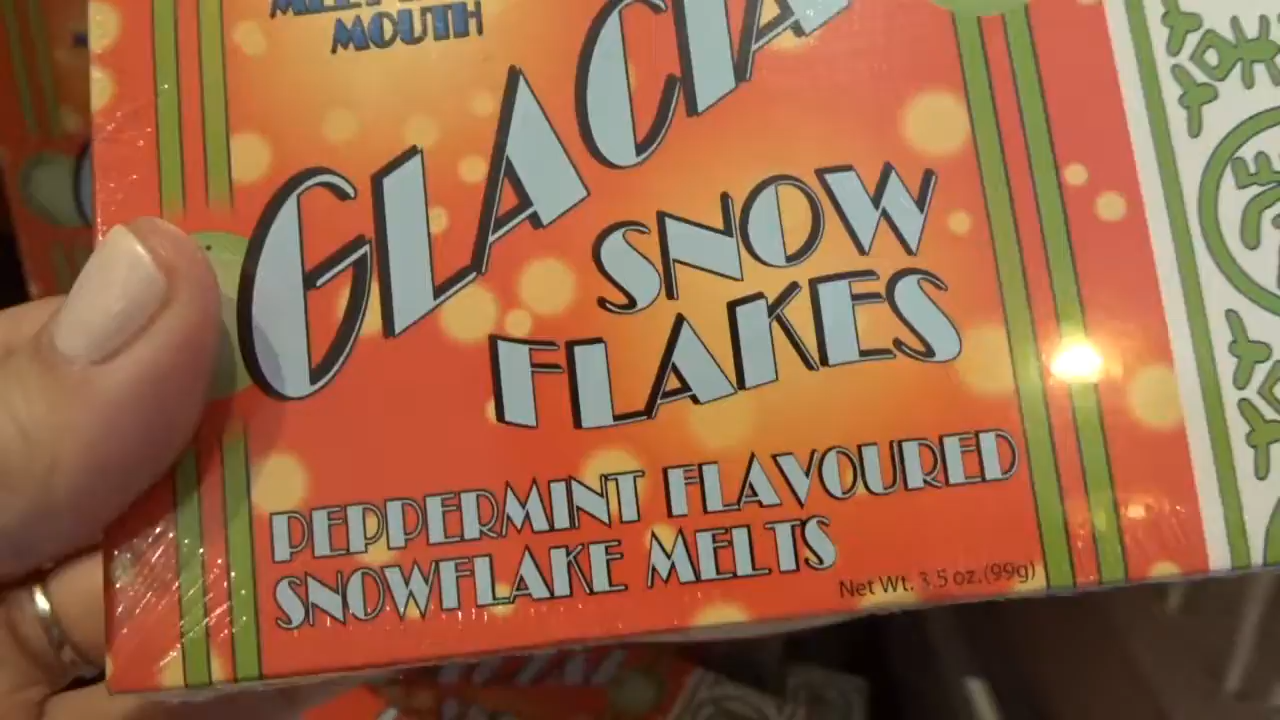 MOUTH
GLACIA
SNOW
FLAKES
PEPPERMINT FLAVOURED
SNOWFLAKE MELTS
Net Wt. 3.5 oz. (99g)